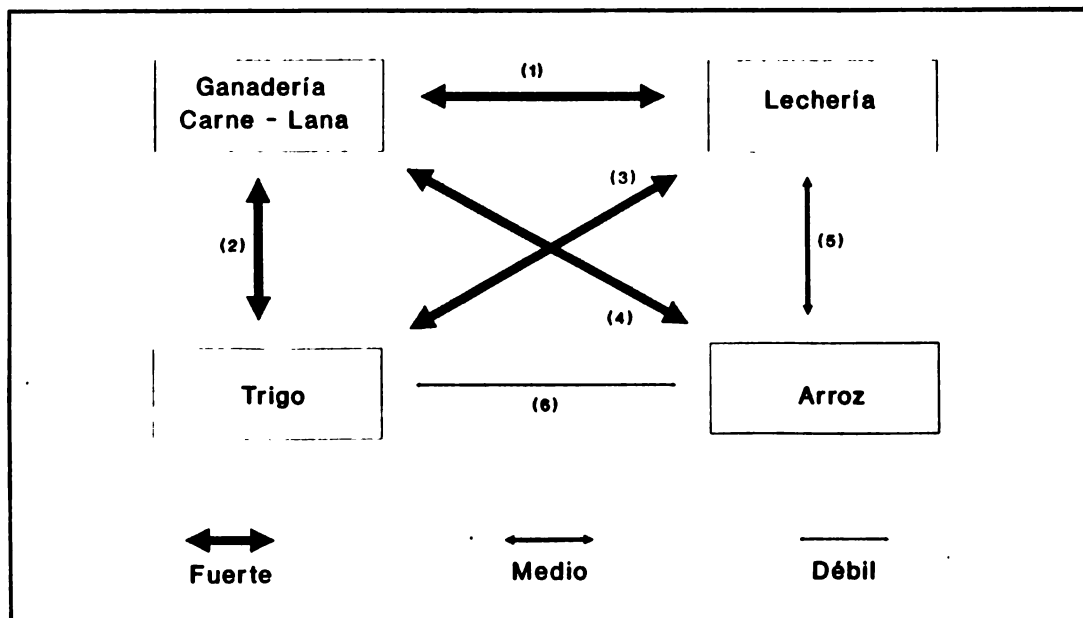 (1)
Ganadería
Carne - Lana
Lechería
(3)
(2)
(5)
(4)
Trigo
Arroz
(6)
Fuerte
Medio
Débil